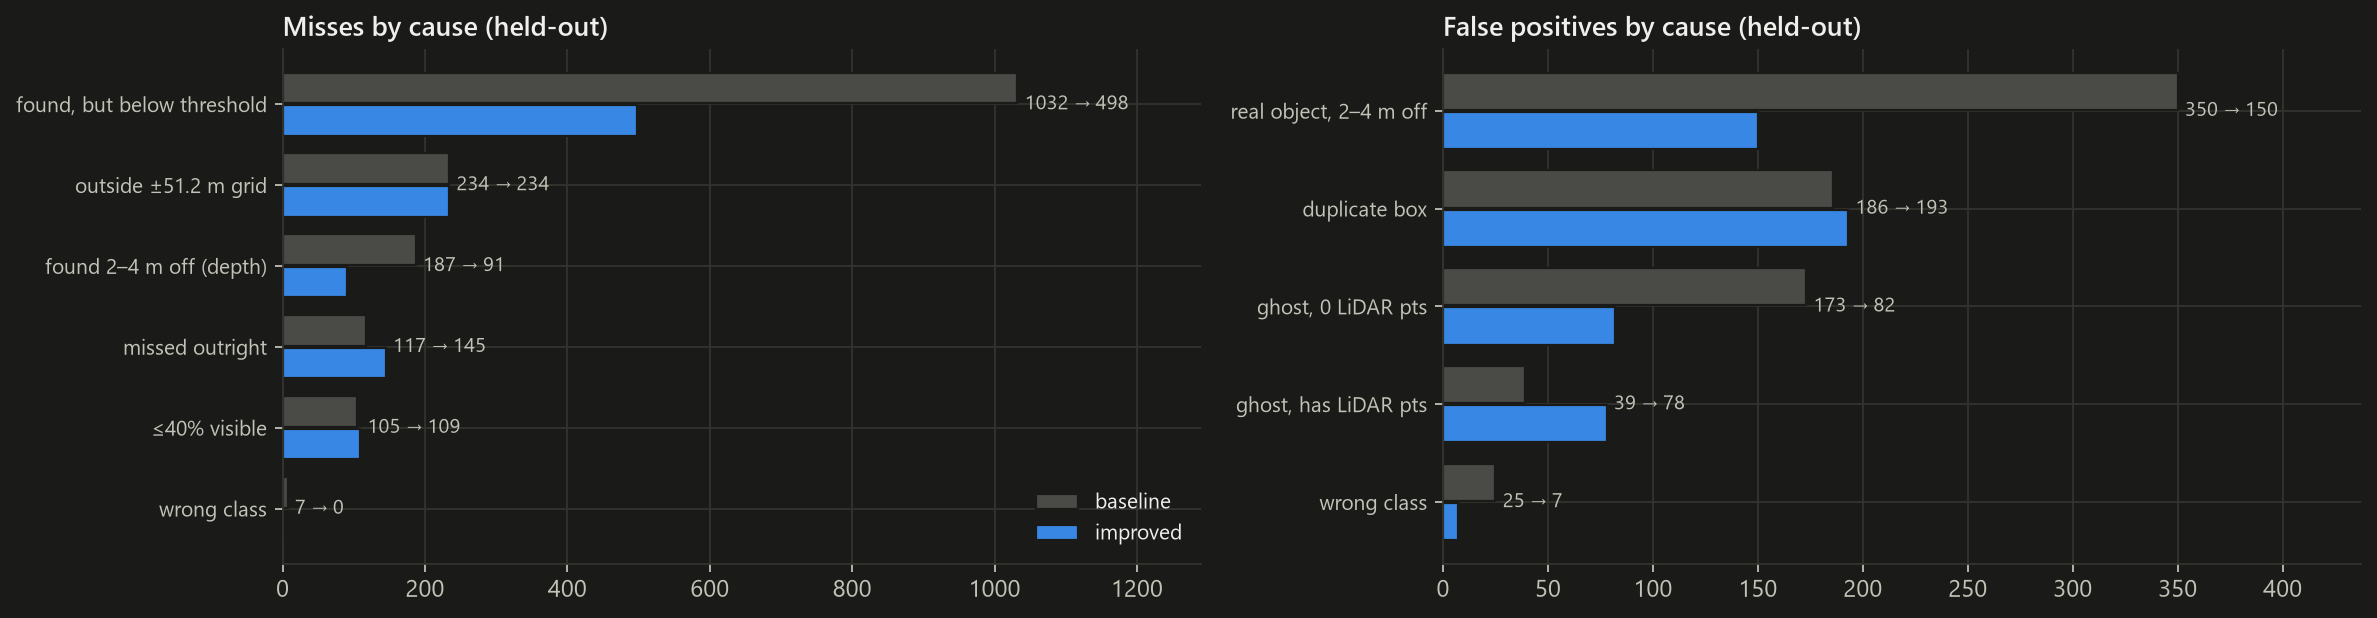 Misses by cause (held-out)
found, but below threshold
1032 → 498
outside ±51.2 m grid
234 → 234
found 2–4 m off (depth)
187 → 91
missed outright
117 → 145
≤40% visible
105 → 109
wrong class
7 → 0
baseline
improved
0 200 400 600 800 1000 1200
False positives by cause (held-out)
real object, 2–4 m off
350 → 150
duplicate box
186 → 193
ghost, 0 LiDAR pts
173 → 82
ghost, has LiDAR pts
39 → 78
wrong class
25 → 7
0 50 100 150 200 250 300 350 400